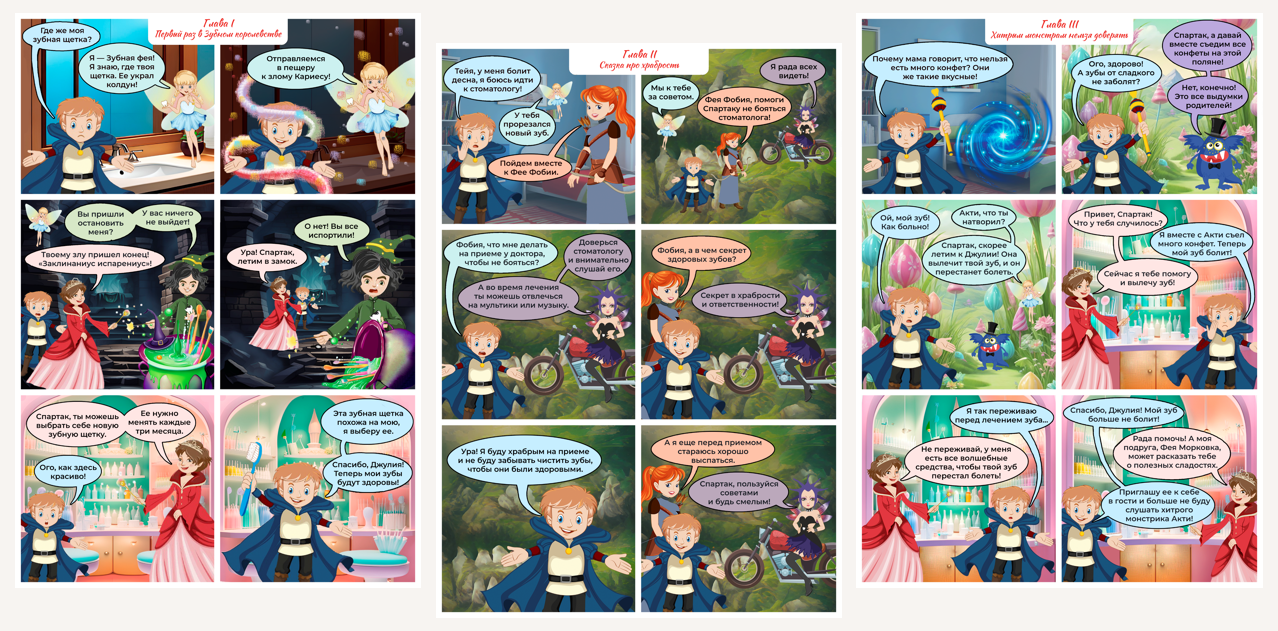 Глава I
Первый раз в Зубном королевстве
Где же моя
зубная щетка?
Я — Зубная фея!
Я знаю, где твоя
щетка. Ее украл
колдун!
Отправляемся
в пещеру
к злому Кариесу!
Вы пришли
остановить
меня?
У вас ничего
не выйдет!
Твоему злу пришел конец!
«Заклинаниус испарениус»!
О нет! Вы все
испортили!
Ура! Спартак,
летим в замок.
Спартак, ты можешь
выбрать себе новую
зубную щетку.
Ее нужно
менять каждые
три месяца.
Ого, как здесь
красиво!
Эта зубная щетка
похожа на мою,
я выберу ее.
Спасибо, Джулия!
Теперь мои зубы
будут здоровы!
Глава II
Сказка про храбрость
Тейя, у меня болит
десна, я боюсь идти
к стоматологу!
У тебя
прорезался
новый зуб.
Пойдем вместе
к Фее Фобии.
Я рада всех
видеть!
Мы к тебе
за советом.
Фея Фобия, помоги
Спартаку не бояться
стоматолога!
Фобия, что мне делать
на приеме у доктора,
чтобы не бояться?
Доверься
стоматологу
и внимательно
слушай его.
А во время лечения
ты можешь отвлечься
на мультики или музыку.
Фобия, а в чем секрет
здоровых зубов?
Секрет в храбрости
и ответственности!
Ура! Я буду храбрым на приеме
и не буду забывать чистить зубы,
чтобы они были здоровыми.
А я еще перед приемом
стараюсь хорошо
выспаться.
Спартак, пользуйся
советами
и будь смелым!
Глава III
Хитрым монстрам нельзя доверять
Почему мама говорит, что нельзя
есть много конфет? Они
же такие вкусные!
Спартак, а давай
вместе съедим все
конфеты на этой
поляне!
Ого, здорово!
А зубы от сладкого
не заболят?
Нет, конечно!
Это все выдумки
родителей!
Ой, мой зуб!
Как больно!
Акти, что ты
натворил?
Спартак, скорее
летим к Джулии! Она
вылечит твой зуб, и он
перестанет болеть.
Привет, Спартак!
Что у тебя случилось?
Я вместе с Акти съел
много конфет. Теперь
мой зуб болит!
Сейчас я тебе помогу
и вылечу зуб!
Я так переживаю
перед лечением зуба...
Не переживай, у меня
есть все волшебные
средства, чтобы твой зуб
перестал болеть!
Спасибо, Джулия! Мой зуб
больше не болит!
Рада помочь! А моя
подруга, Фея Морковка,
может рассказать тебе
о полезных сладостях.
Приглашу ее к себе
в гости и больше не буду
слушать хитрого
монстрика Акти!